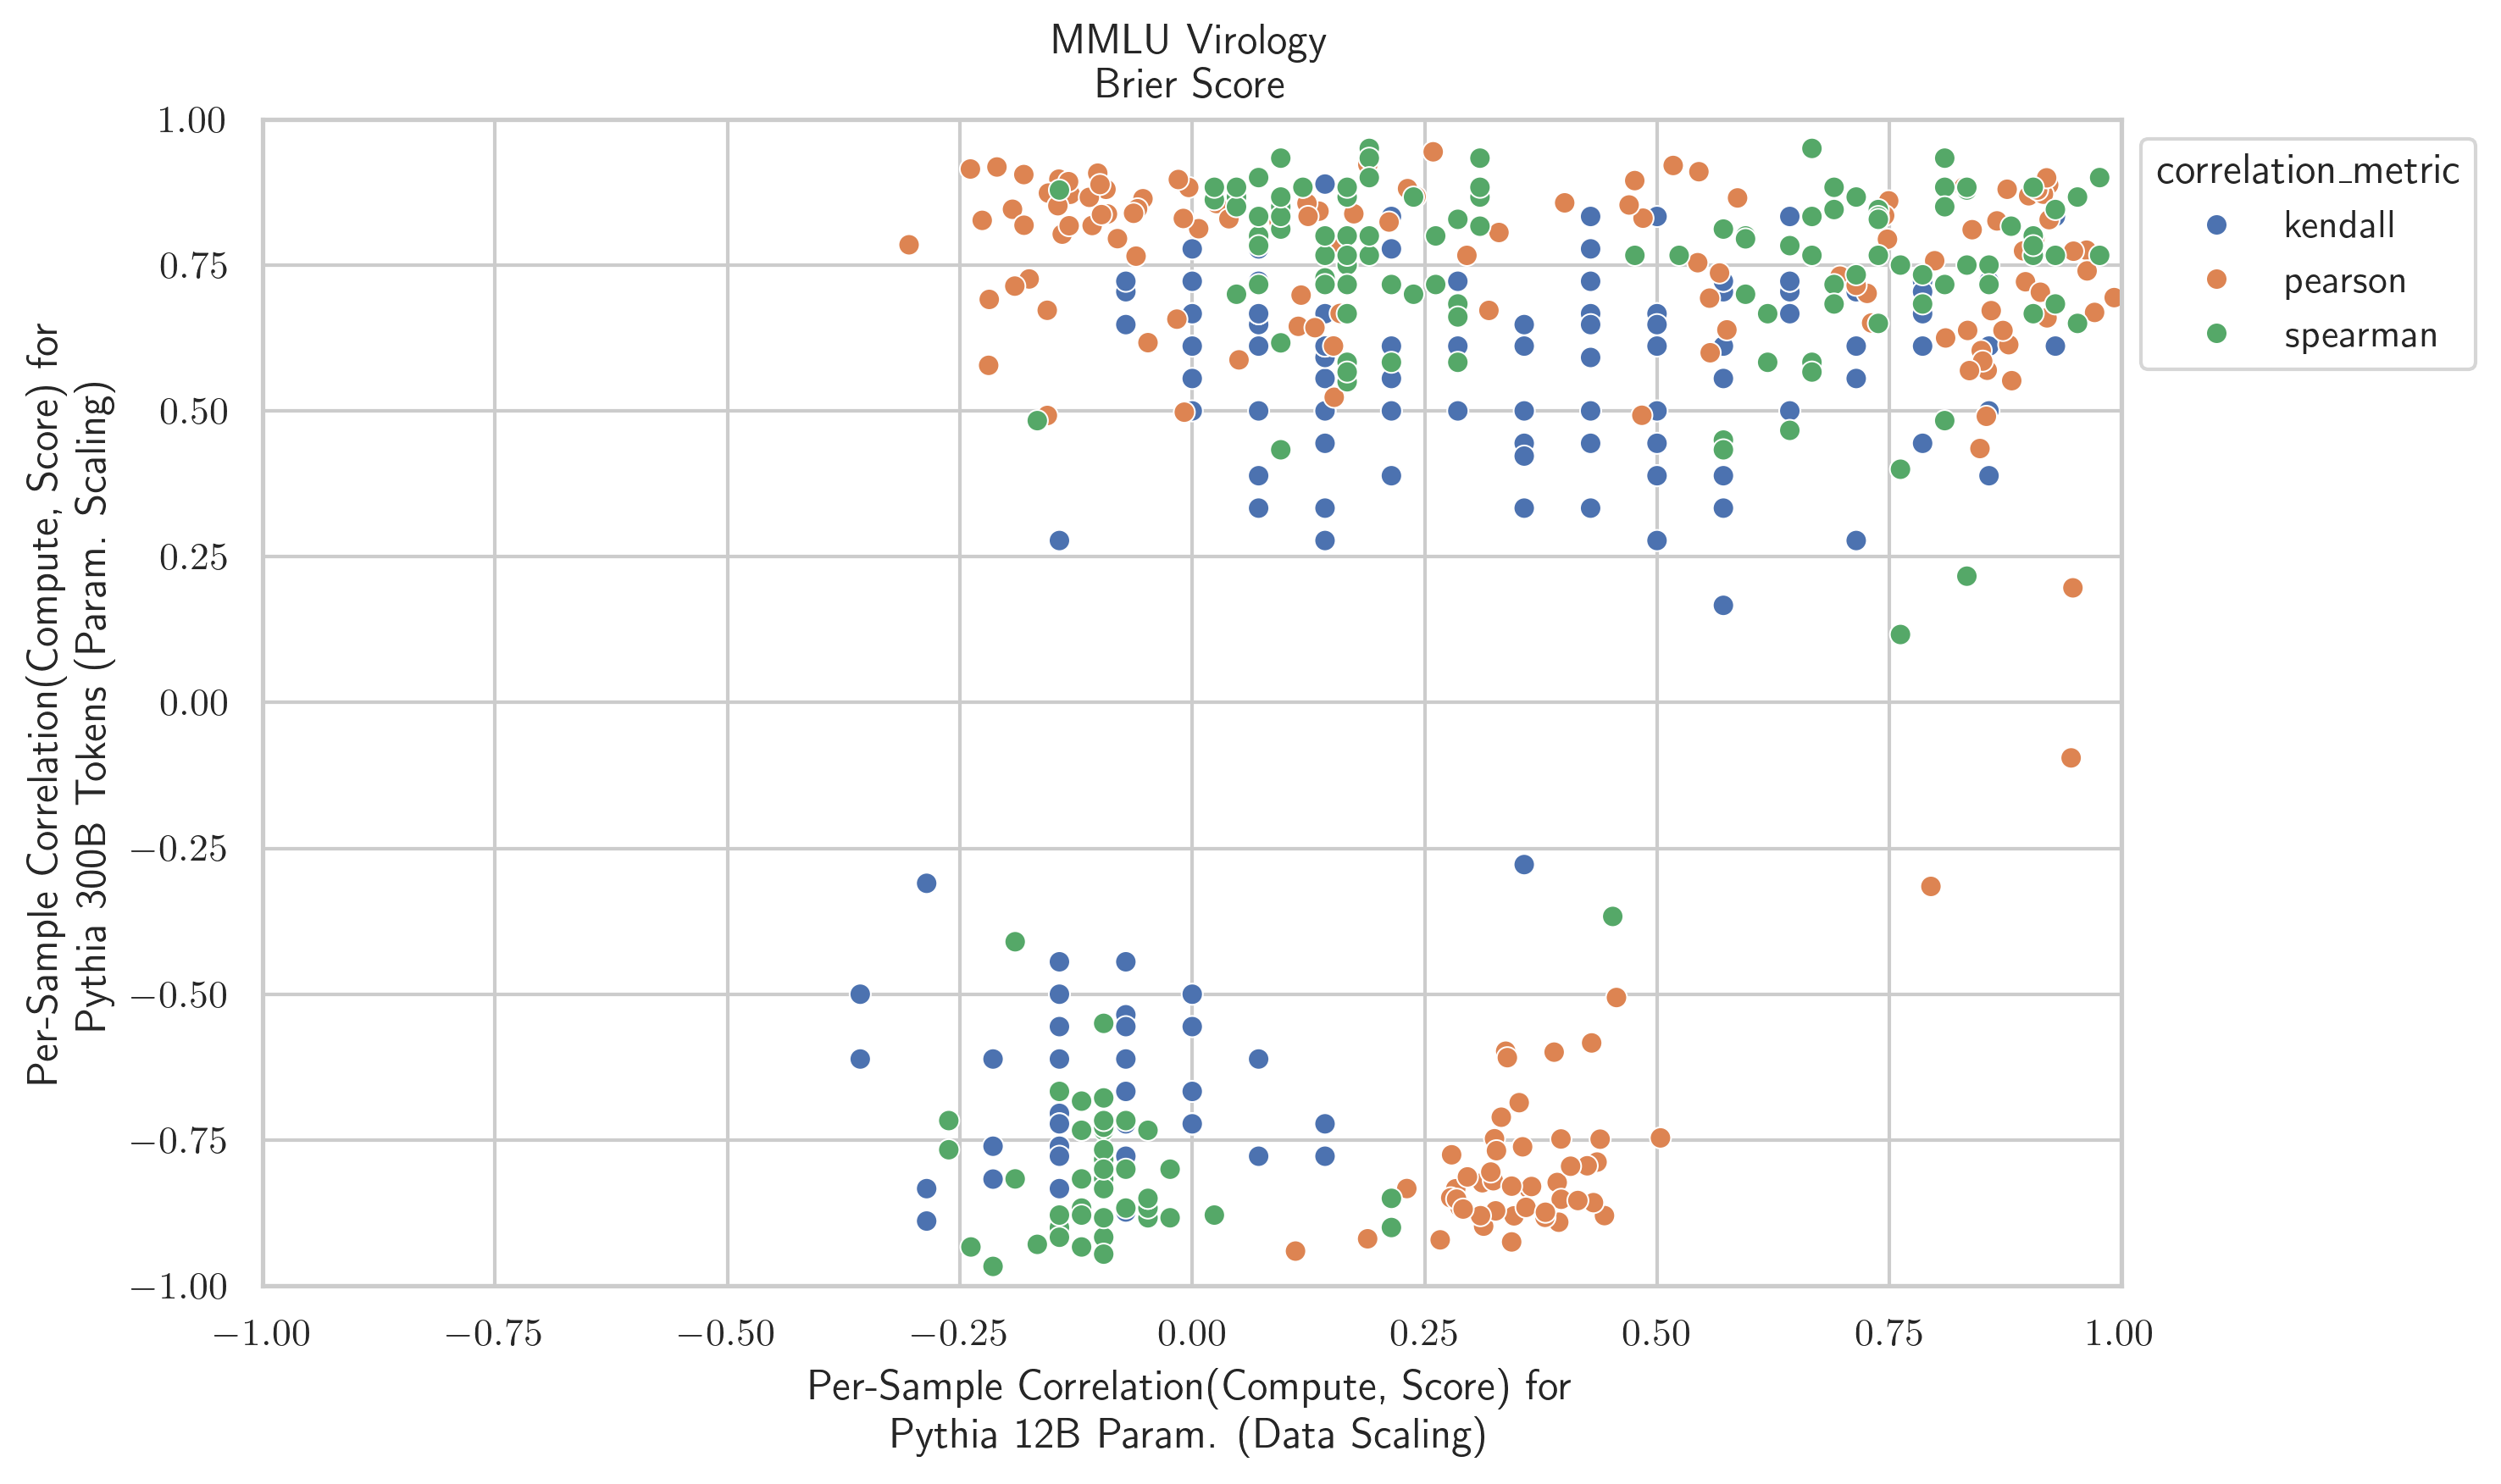 MMLU Virology
Brier Score
Per-Sample Correlation(Compute, Score) for
Pythia 300B Tokens (Param. Scaling)
1.00
0.75
0.50
0.25
0.00
−0.25
−0.50
−0.75
−1.00
−1.00 −0.75 −0.50 −0.25 0.00 0.25 0.50 0.75 1.00
Per-Sample Correlation(Compute, Score) for
Pythia 12B Param. (Data Scaling)
correlation_metric
kendall
pearson
spearman